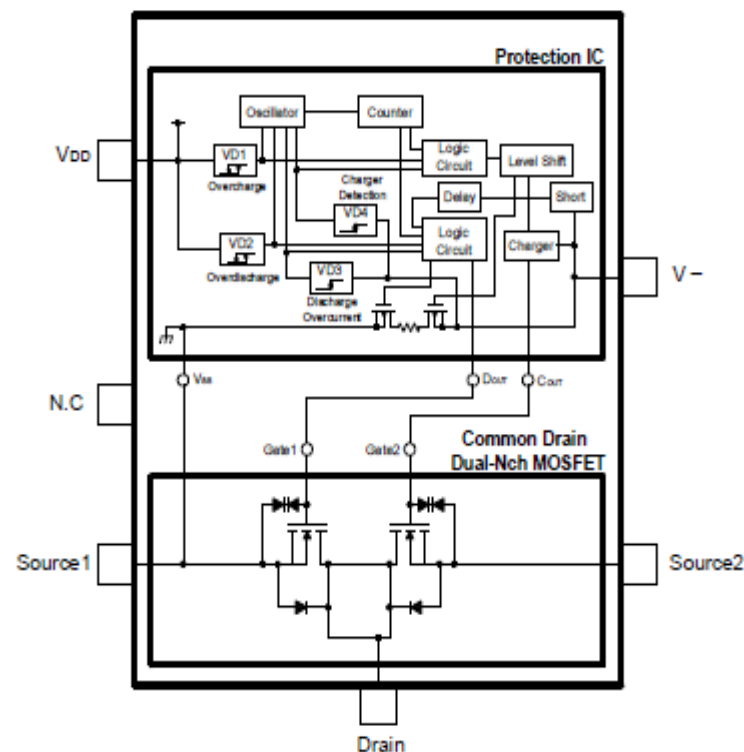 Protection IC
Oscillator
Counter
VDD
VD1
Overcharge
Logic
Circuit
Level Shift
Charger
Detection
Delay
Short
VD4
Logic
Circuit
Charger
VD2
Overdischarge
VD3
Discharge
Overcurrent
V -
VSS
DOUT
COUT
N.C
Gate1
Gate2
Common Drain
Dual-Nch MOSFET
Source1
Source2
Drain